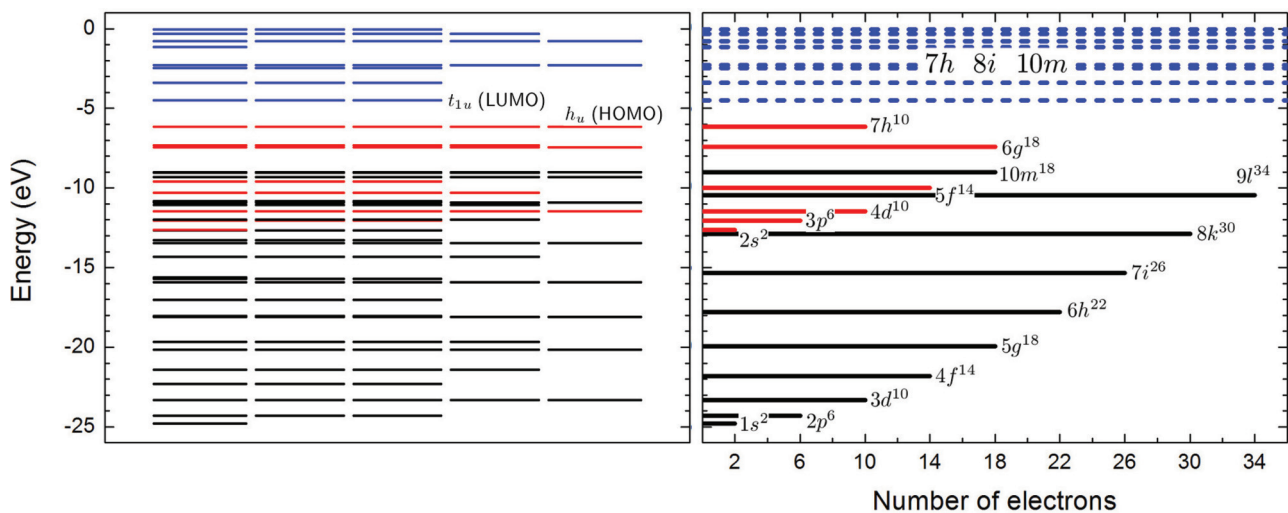 0
-5
-10
-15
-20
-25
Energy (eV)
t₁ᵤ (LUMO)
hᵤ (HOMO)
7h 8i 10m
7h¹⁰
6g¹⁸
10m¹⁸
9l³⁴
5f¹⁴
4d¹⁰
3p⁶
2s²
8k³⁰
7i²⁶
6h²²
5g¹⁸
4f¹⁴
3d¹⁰
1s²
2p⁶
2 6 10 14 18 22 26 30 34
Number of electrons